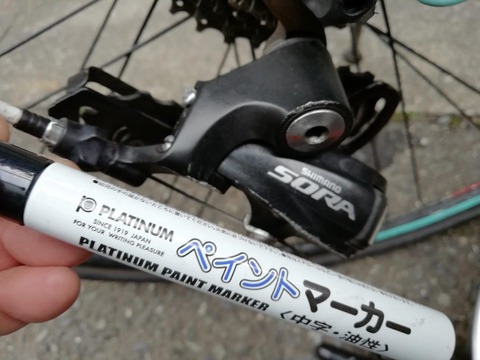 SHIMANO
SORA
PLATINUM
SINCE 1919 JAPAN
FOR YOUR WRITING PLEASURE
ペイントマーカー
PLATINUM PAINT MARKER
〈中字・油性〉